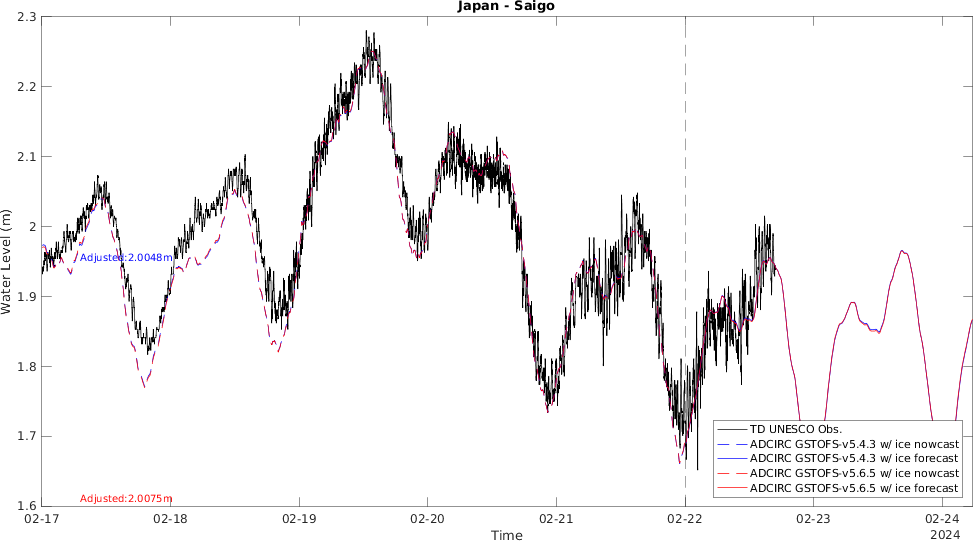 Japan - Saigo
2.3
2.2
2.1
2
1.9
1.8
1.7
1.6
Water Level (m)
Adjusted:2.0048m
Adjusted:2.0075m
TD UNESCO Obs.
ADCIRC GSTOFS-v5.4.3 w/ ice nowcast
ADCIRC GSTOFS-v5.4.3 w/ ice forecast
ADCIRC GSTOFS-v5.6.5 w/ ice nowcast
ADCIRC GSTOFS-v5.6.5 w/ ice forecast
02-17 02-18 02-19 02-20 02-21 02-22 02-23 02-24
Time
2024